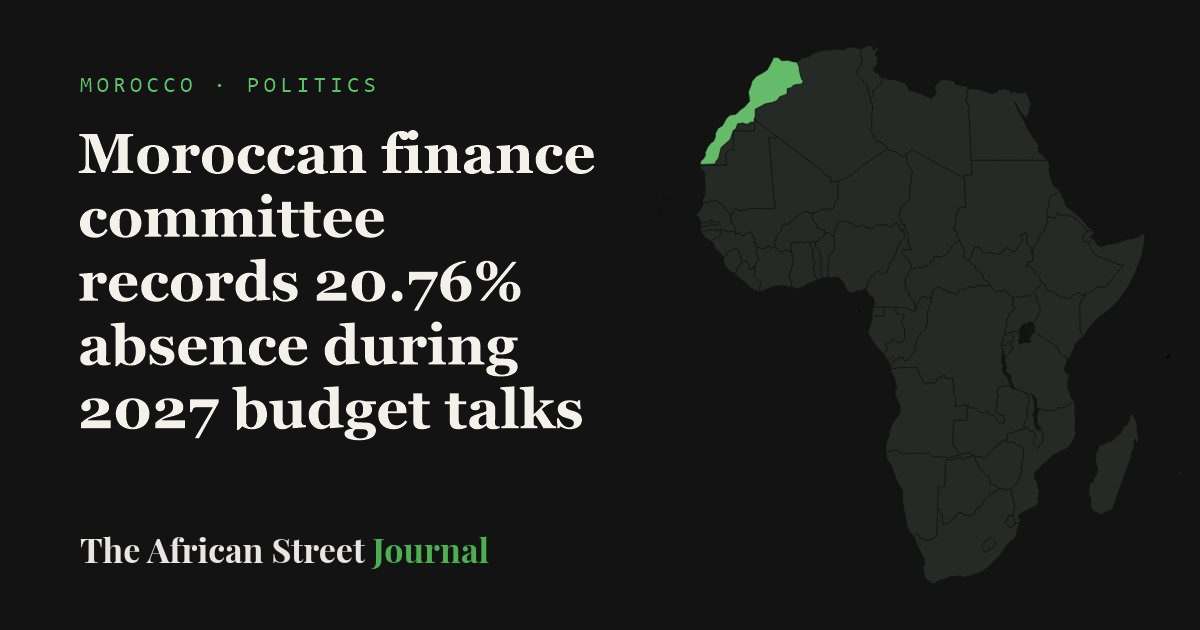 MOROCCO · POLITICS
Moroccan finance
committee
records 20.76%
absence during
2027 budget talks
The African Street Journal